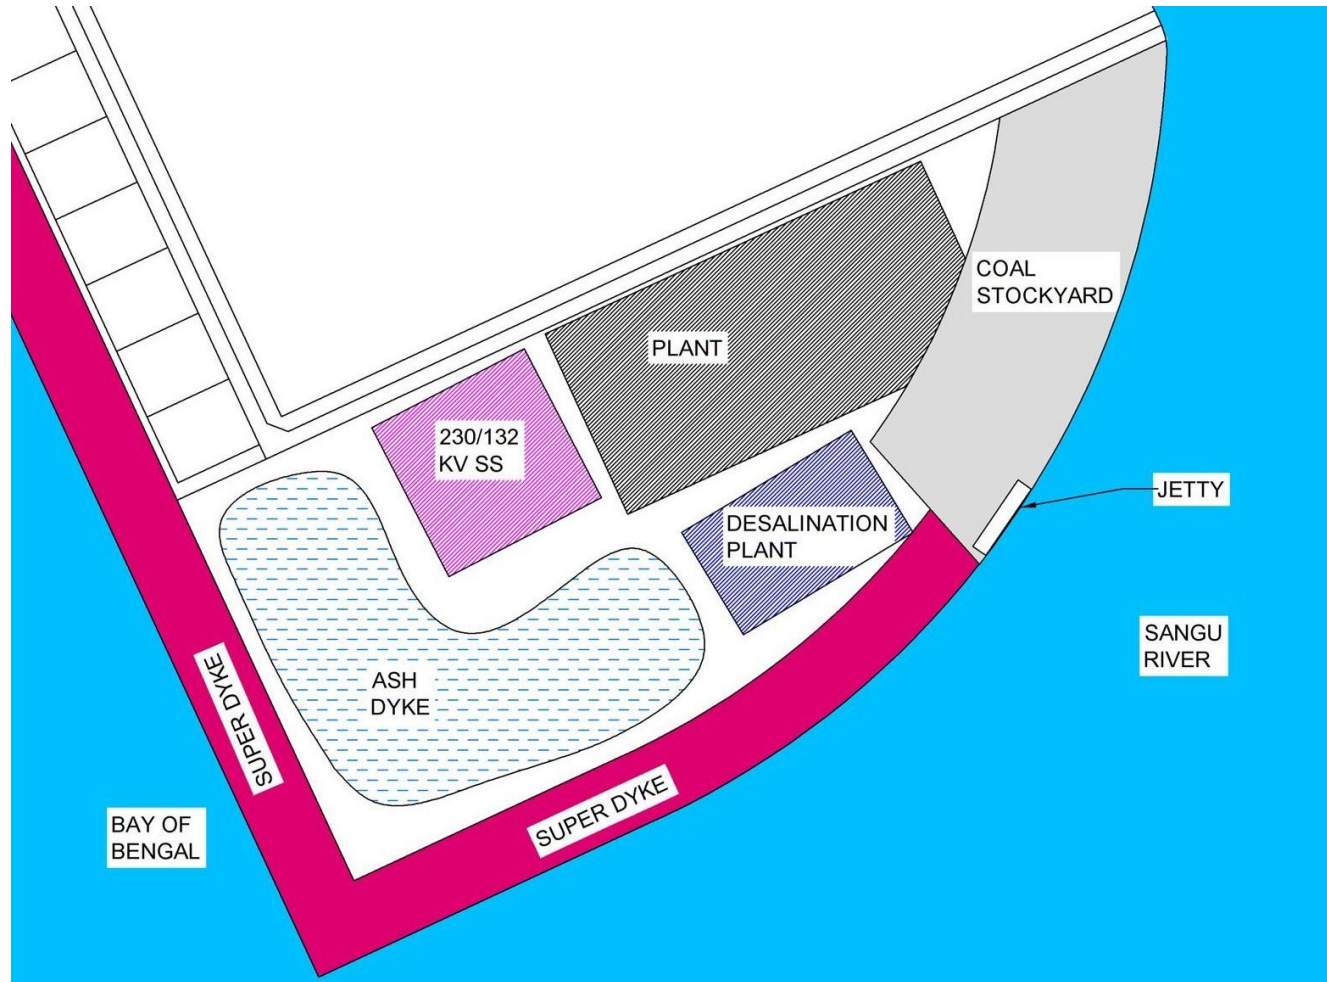 COAL
STOCKYARD
PLANT
230/132
KV SS
JETTY
DESALINATION
PLANT
SANGU
RIVER
ASH
DYKE
SUPER DYKE
SUPER DYKE
BAY OF
BENGAL